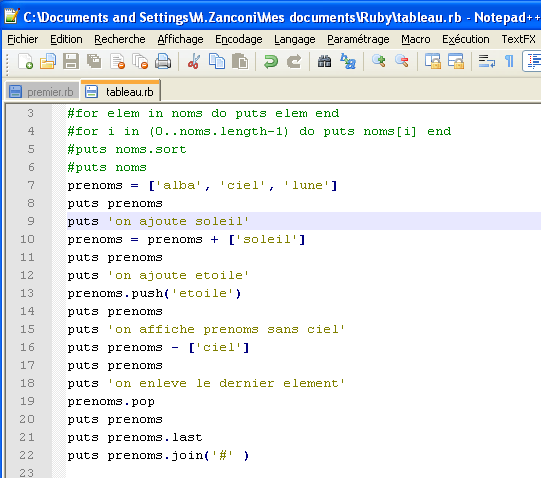 C:\Documents and Settings\M.Zanconi\Mes documents\Ruby\tableau.rb - Notepad++
Fichier Edition Recherche Affichage Encodage Langage Paramétrage Macro Exécution TextFX
premier.rb tableau.rb
3 #for elem in noms do puts elem end
4 #for i in (0..noms.length-1) do puts noms[i] end
5 #puts noms.sort
6 #puts noms
7 prenoms = ['alba', 'ciel', 'lune']
8 puts prenoms
9 puts 'on ajoute soleil'
10 prenoms = prenoms + ['soleil']
11 puts prenoms
12 puts 'on ajoute etoile'
13 prenoms.push('etoile')
14 puts prenoms
15 puts 'on affiche prenoms sans ciel'
16 puts prenoms - ['ciel']
17 puts prenoms
18 puts 'on enleve le dernier element'
19 prenoms.pop
20 puts prenoms
21 puts prenoms.last
22 puts prenoms.join('#' )
23